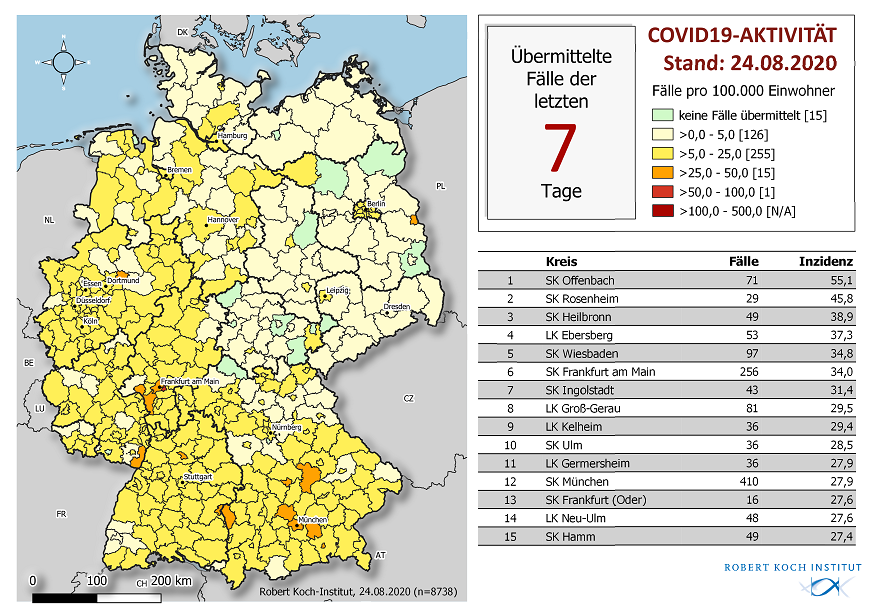 DK
N
W
S
Hamburg
Bremen
PL
Berlin
NL
Hannover
Essen
Dortmund
Düsseldorf
Leipzig
Dresden
Köln
BE
Frankfurt am Main
CZ
LU
Nürnberg
Stuttgart
FR
München
AT
0 100 200 km
CH
Robert Koch-Institut, 24.08.2020 (n=8738)
Übermittelte
Fälle der
letzten
7
Tage
COVID19-AKTIVITÄT
Stand: 24.08.2020
Fälle pro 100.000 Einwohner
keine Fälle übermittelt [15]
>0,0 - 5,0 [126]
>5,0 - 25,0 [255]
>25,0 - 50,0 [15]
>50,0 - 100,0 [1]
>100,0 - 500,0 [N/A]
Kreis Fälle Inzidenz
1 SK Offenbach 71 55,1
2 SK Rosenheim 29 45,8
3 SK Heilbronn 49 38,9
4 LK Ebersberg 53 37,3
5 SK Wiesbaden 97 34,8
6 SK Frankfurt am Main 256 34,0
7 SK Ingolstadt 43 31,4
8 LK Groß-Gerau 81 29,5
9 LK Kelheim 36 29,4
10 SK Ulm 36 28,5
11 LK Germersheim 36 27,9
12 SK München 410 27,9
13 SK Frankfurt (Oder) 16 27,6
14 LK Neu-Ulm 48 27,6
15 SK Hamm 49 27,4
ROBERT KOCH INSTITUT